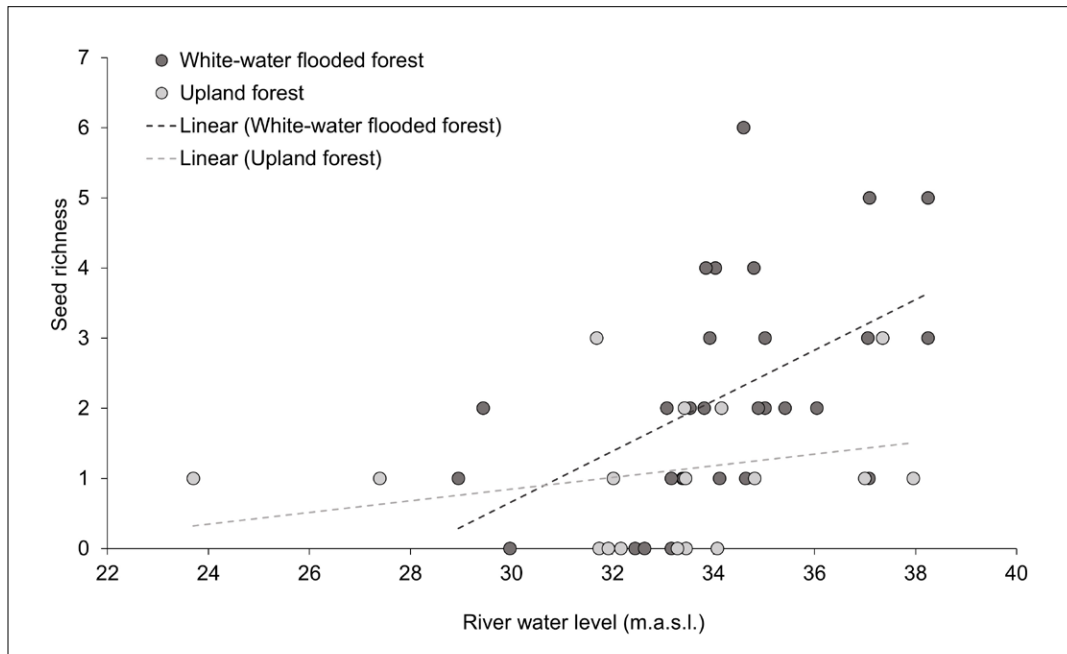 7
6
5
4
3
2
1
0
Seed richness
White-water flooded forest
Upland forest
Linear (White-water flooded forest)
Linear (Upland forest)
22 24 26 28 30 32 34 36 38 40
River water level (m.a.s.l.)